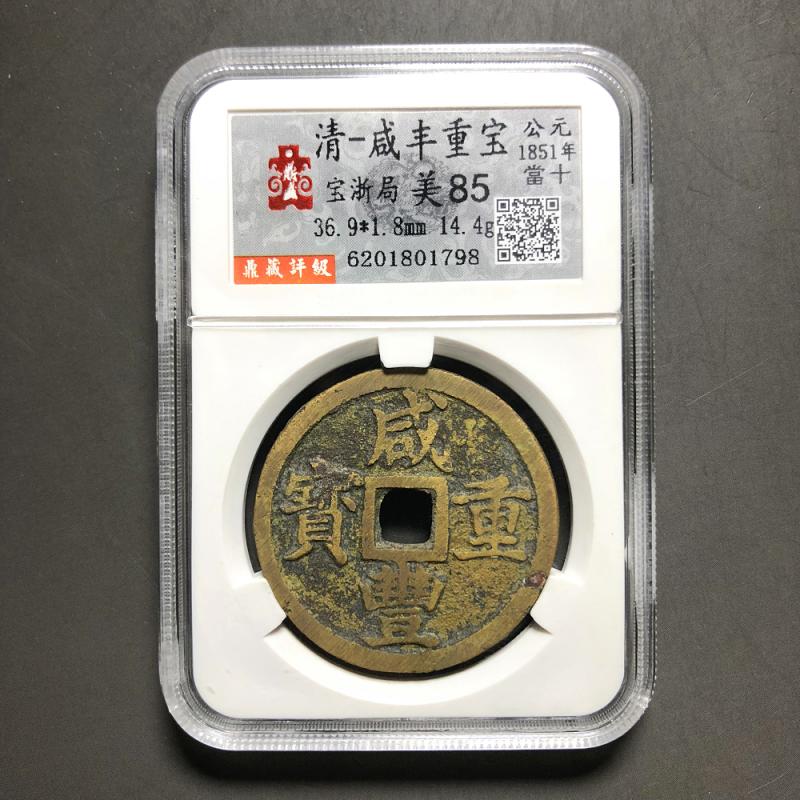 清-咸丰重宝
公元
1851年
當十
宝浙局 美85
36.9*1.8mm 14.4g
鼎藏評級
6201801798
咸
寶 重
豐